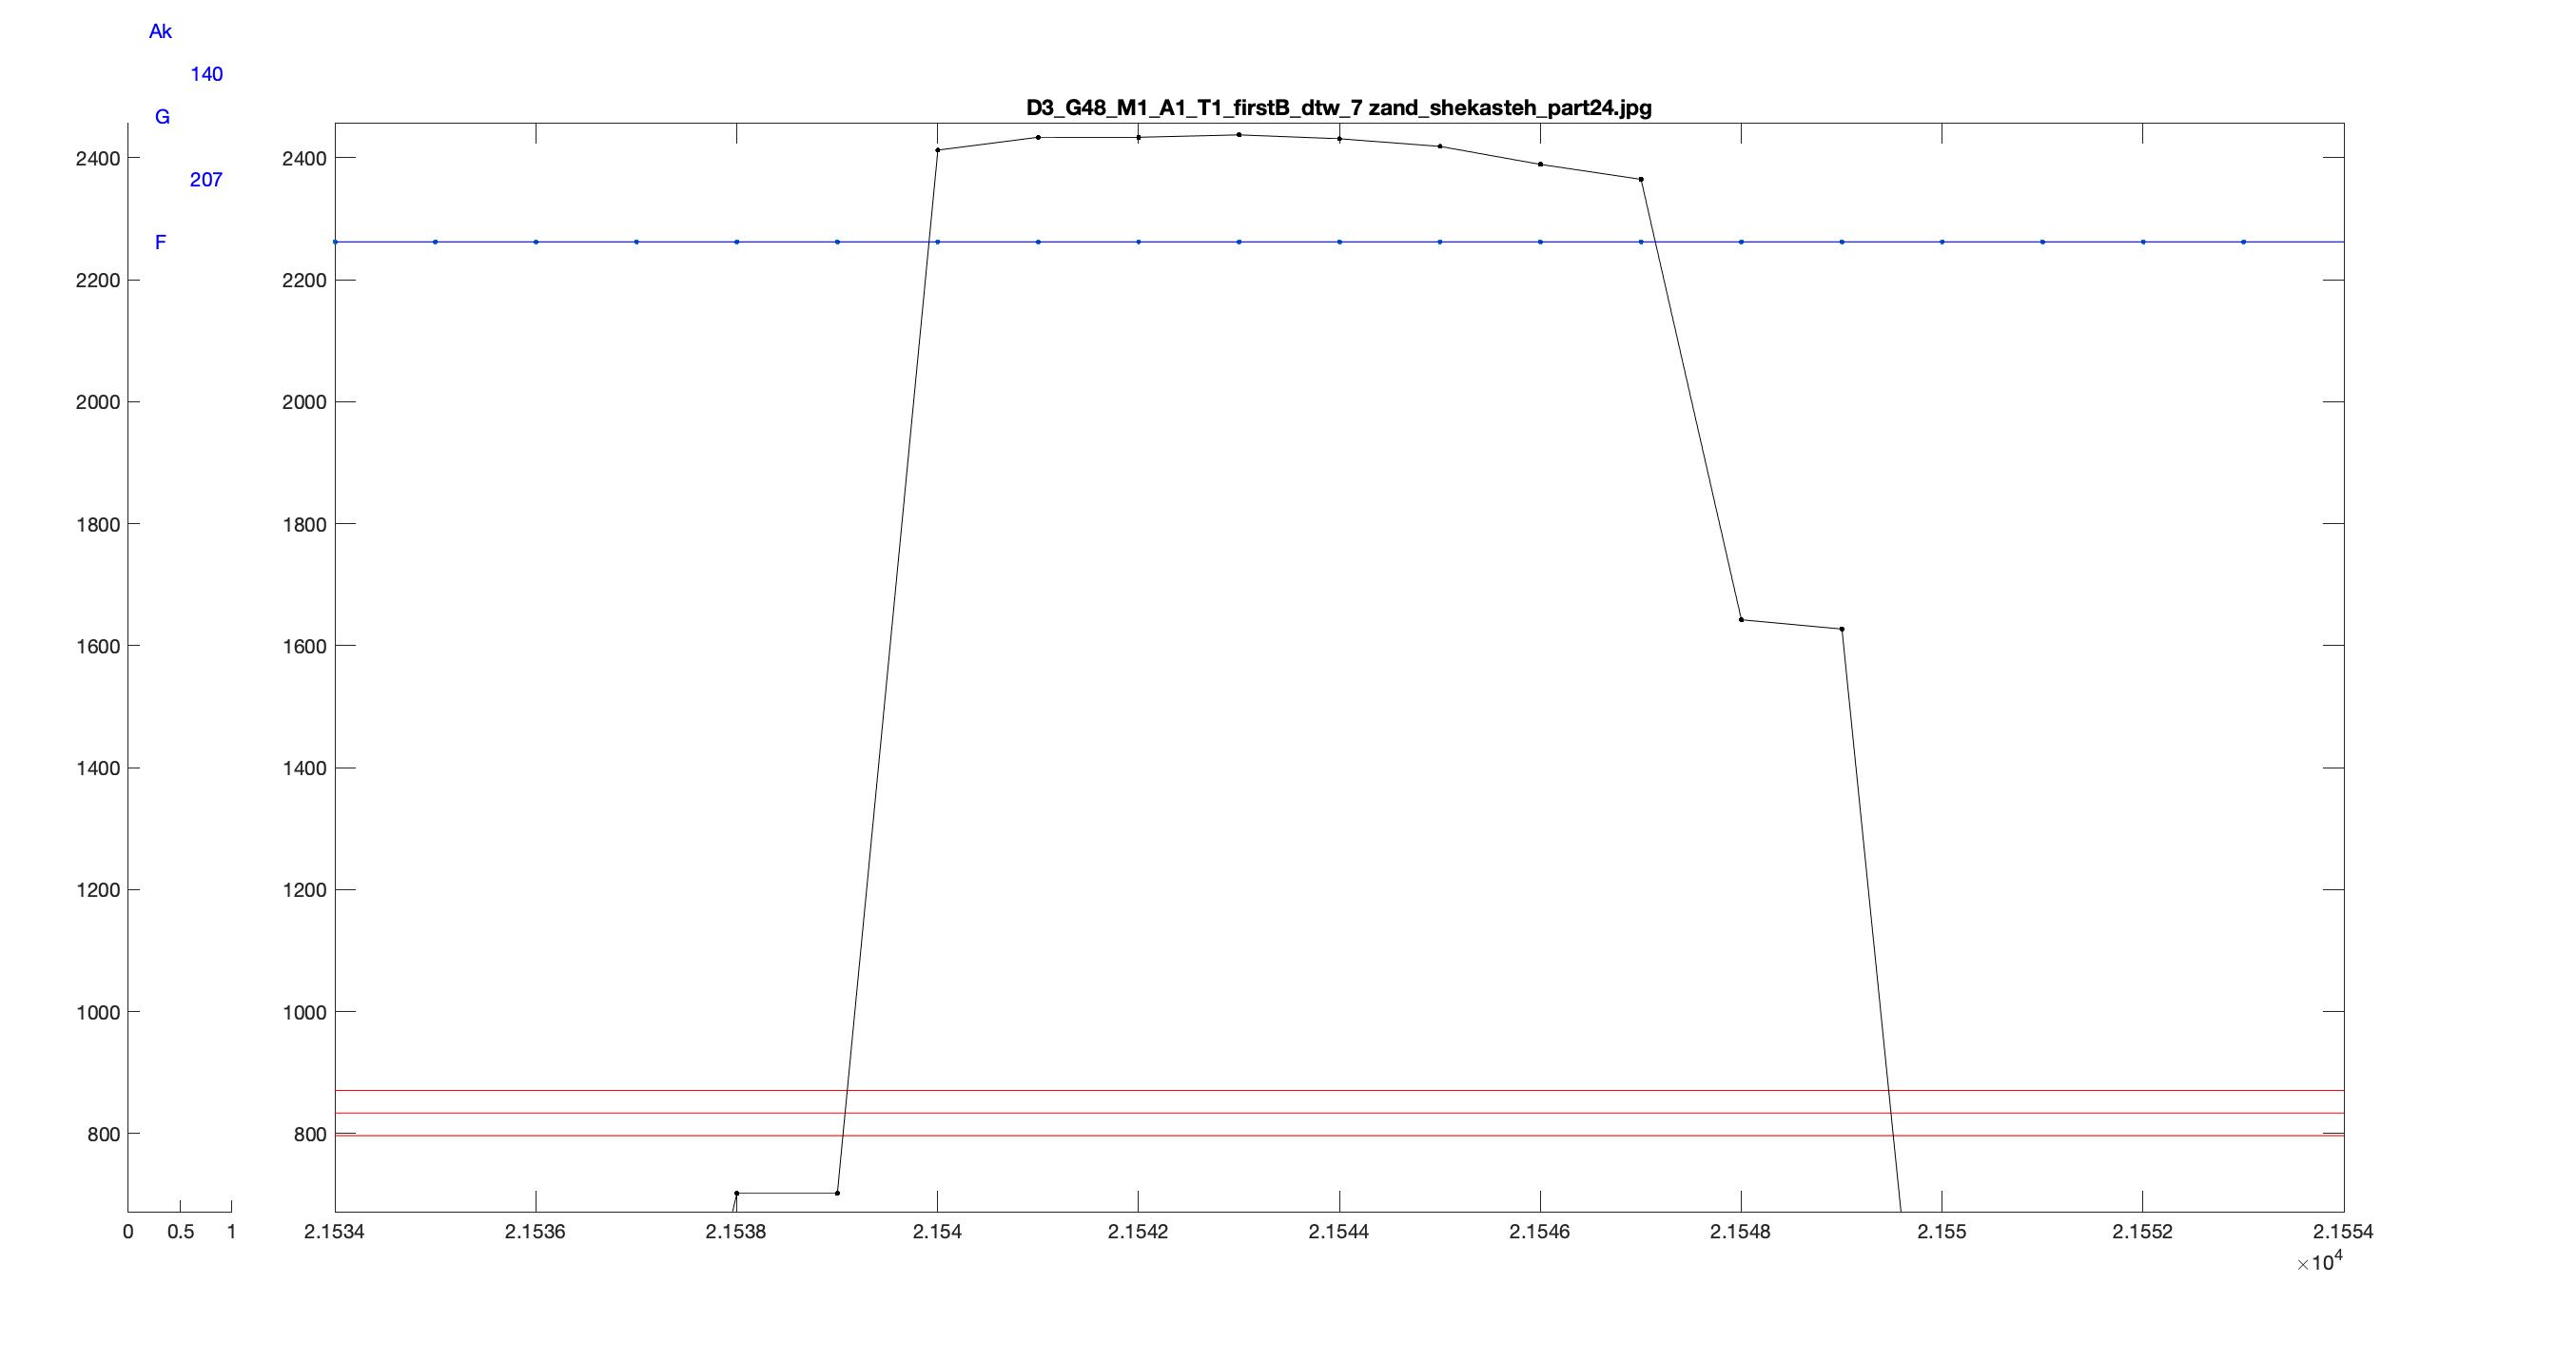 Ak
140
G
207
F
D3_G48_M1_A1_T1_firstB_dtw_7 zand_shekasteh_part24.jpg
2400 2400
2200 2200
2000 2000
1800 1800
1600 1600
1400 1400
1200 1200
1000 1000
800 800
0 0.5 1 2.1534 2.1536 2.1538 2.154 2.1542 2.1544 2.1546 2.1548 2.155 2.1552 2.1554
×10⁴